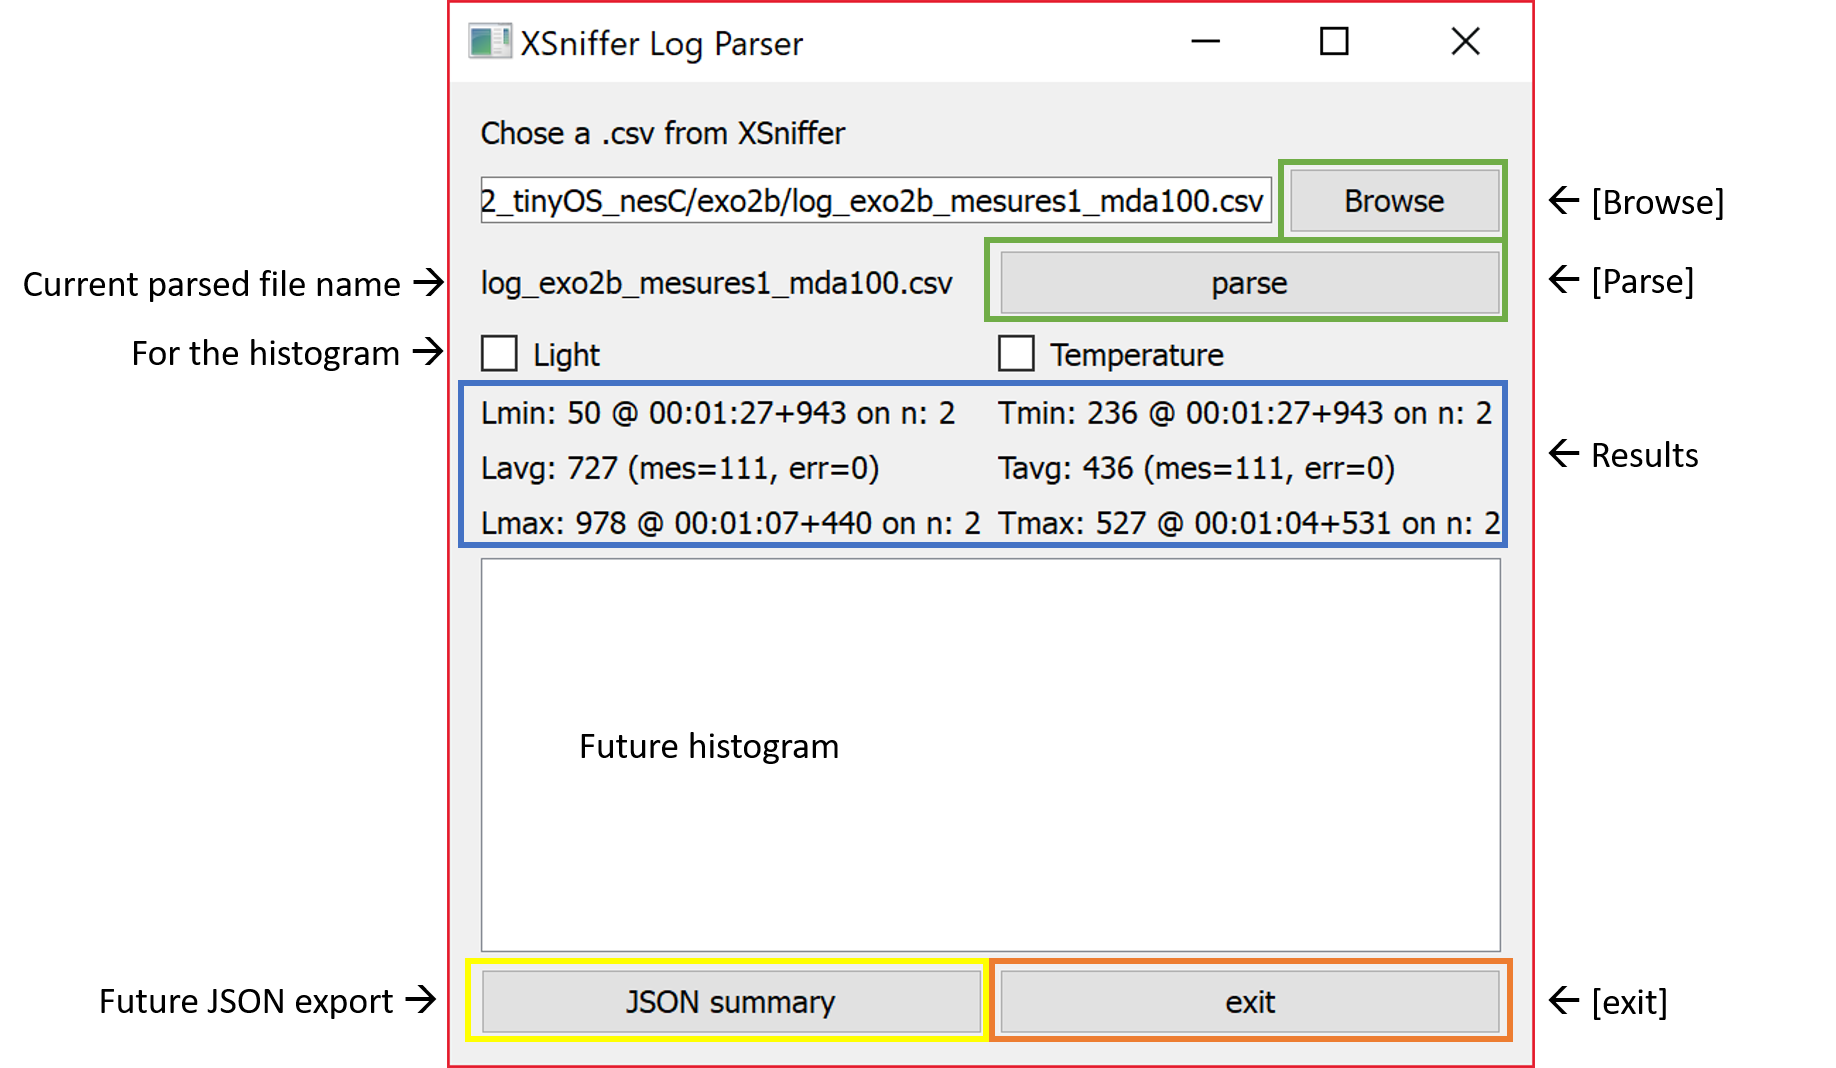 XSniffer Log Parser
Chose a .csv from XSniffer
2_tinyOS_nesC/exo2b/log_exo2b_mesures1_mda100.csv Browse ← [Browse]
Current parsed file name → log_exo2b_mesures1_mda100.csv parse ← [Parse]
For the histogram → Light Temperature
Lmin: 50 @ 00:01:27+943 on n: 2 Tmin: 236 @ 00:01:27+943 on n: 2
Lavg: 727 (mes=111, err=0) Tavg: 436 (mes=111, err=0) ← Results
Lmax: 978 @ 00:01:07+440 on n: 2 Tmax: 527 @ 00:01:04+531 on n: 2
Future histogram
Future JSON export → JSON summary exit ← [exit]